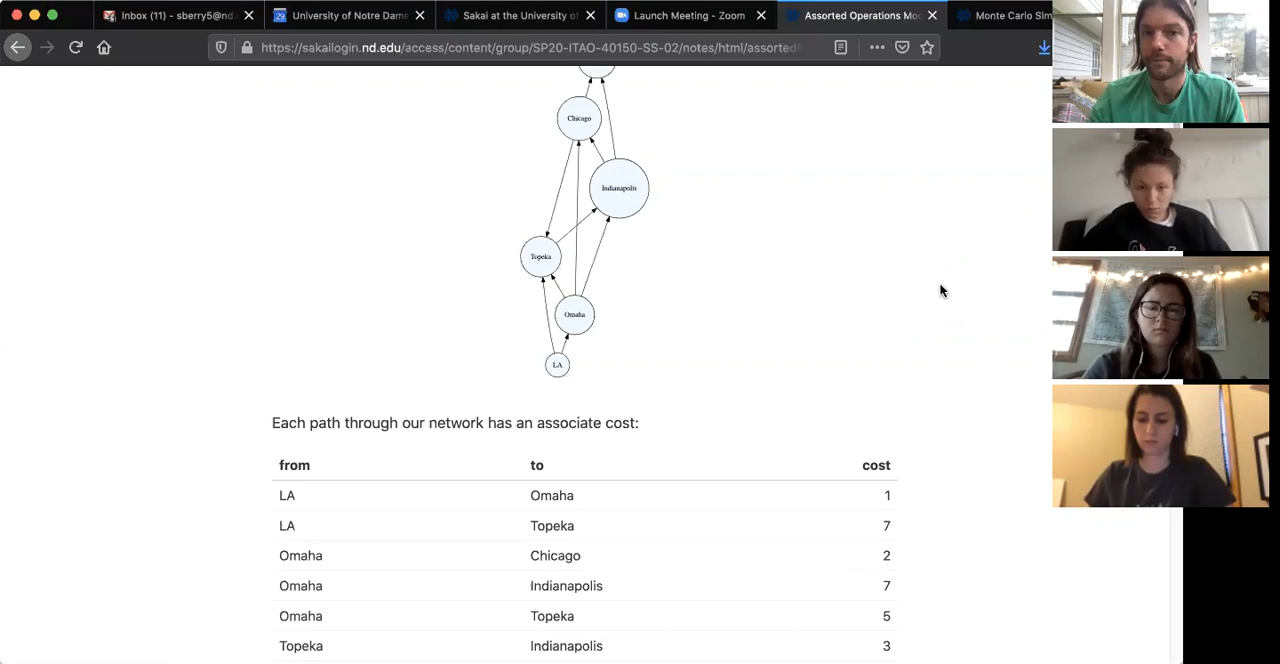 Inbox (11) - sberry5@nd.
University of Notre Dame
Sakai at the University of
Launch Meeting - Zoom
Assorted Operations Mod
Monte Carlo Sim
https://sakailogin.nd.edu/access/content/group/SP20-ITAO-40150-SS-02/notes/html/assorted
Chicago
Indianapolis
Topeka
Omaha
LA
Each path through our network has an associate cost:
from to cost
LA Omaha 1
LA Topeka 7
Omaha Chicago 2
Omaha Indianapolis 7
Omaha Topeka 5
Topeka Indianapolis 3